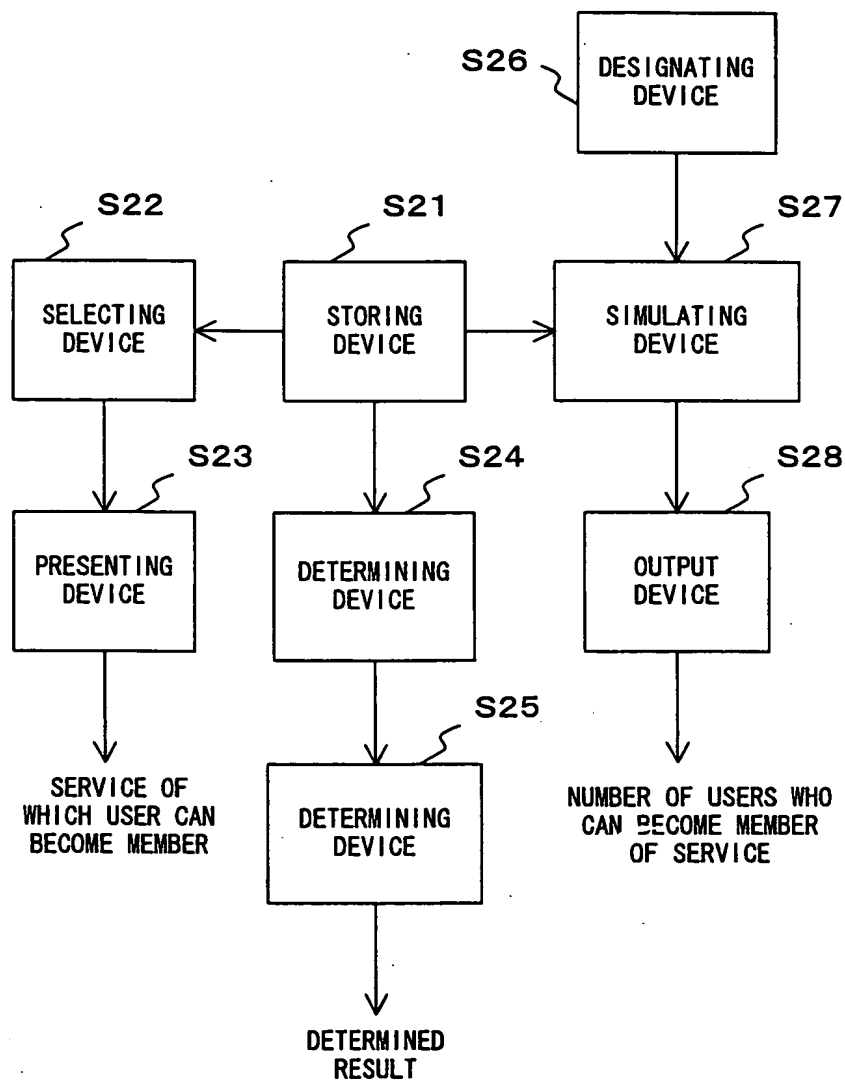 S26
DESIGNATING
DEVICE
S22
S21
S27
SELECTING
DEVICE
STORING
DEVICE
SIMULATING
DEVICE
S23
S24
S28
PRESENTING
DEVICE
DETERMINING
DEVICE
OUTPUT
DEVICE
S25
SERVICE OF
WHICH USER CAN
BECOME MEMBER
DETERMINING
DEVICE
NUMBER OF USERS WHO
CAN BECOME MEMBER
OF SERVICE
DETERMINED
RESULT